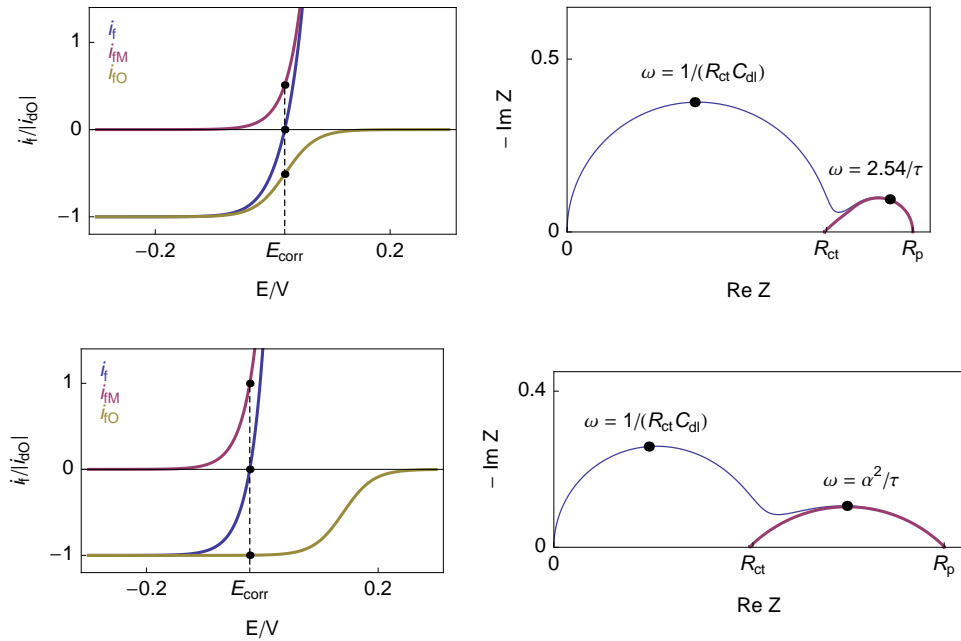 i_f
i_fM
i_fO
1
0
−1
i_f/|i_dO|
−0.2
E_corr
0.2
E/V
0.5
0
− Im Z
ω = 1/(R_ct C_dl)
ω = 2.54/τ
0
R_ct
R_p
Re Z
i_f
i_fM
i_fO
1
0
−1
i_f/|i_dO|
−0.2
E_corr
0.2
E/V
0.4
0
− Im Z
ω = 1/(R_ct C_dl)
ω = α²/τ
0
R_ct
R_p
Re Z